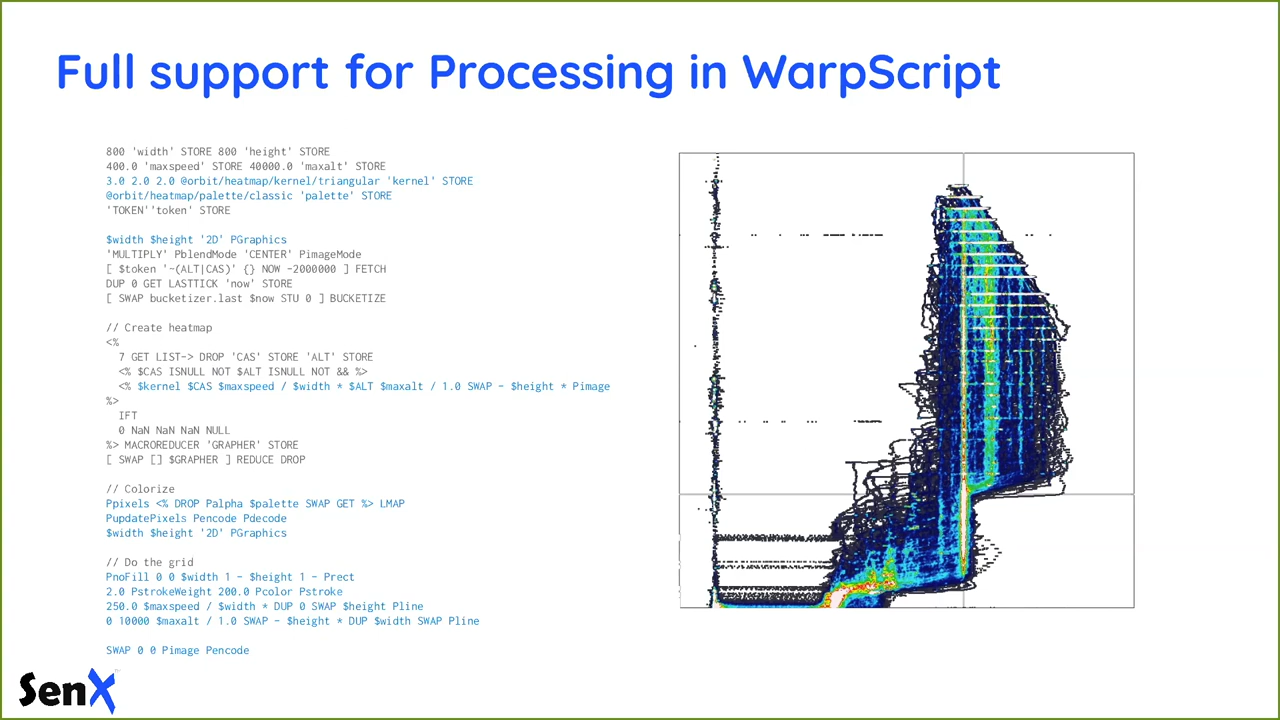 Full support for Processing in WarpScript
800 'width' STORE 800 'height' STORE
400.0 'maxspeed' STORE 40000.0 'maxalt' STORE
3.0 2.0 2.0 @orbit/heatmap/kernel/triangular 'kernel' STORE
@orbit/heatmap/palette/classic 'palette' STORE
'TOKEN''token' STORE
$width $height '2D' PGraphics
'MULTIPLY' PblendMode 'CENTER' PimageMode
[ $token '~(ALT|CAS)' {} NOW -2000000 ] FETCH
DUP 0 GET LASTTICK 'now' STORE
[ SWAP bucketizer.last $now STU 0 ] BUCKETIZE
// Create heatmap
<%
7 GET LIST-> DROP 'CAS' STORE 'ALT' STORE
<% $CAS ISNULL NOT $ALT ISNULL NOT && %>
<% $kernel $CAS $maxspeed / $width * $ALT $maxalt / 1.0 SWAP - $height * Pimage
%>
IFT
0 NaN NaN NaN NULL
%> MACROREDUCER 'GRAPHER' STORE
[ SWAP [] $GRAPHER ] REDUCE DROP
// Colorize
Ppixels <% DROP Palpha $palette SWAP GET %> LMAP
PupdatePixels Pencode Pdecode
$width $height '2D' PGraphics
// Do the grid
PnoFill 0 0 $width 1 - $height 1 - Prect
2.0 PstrokeWeight 200.0 Pcolor Pstroke
250.0 $maxspeed / $width * DUP 0 SWAP $height Pline
0 10000 $maxalt / 1.0 SWAP - $height * DUP $width SWAP Pline
SWAP 0 0 Pimage Pencode
SenX